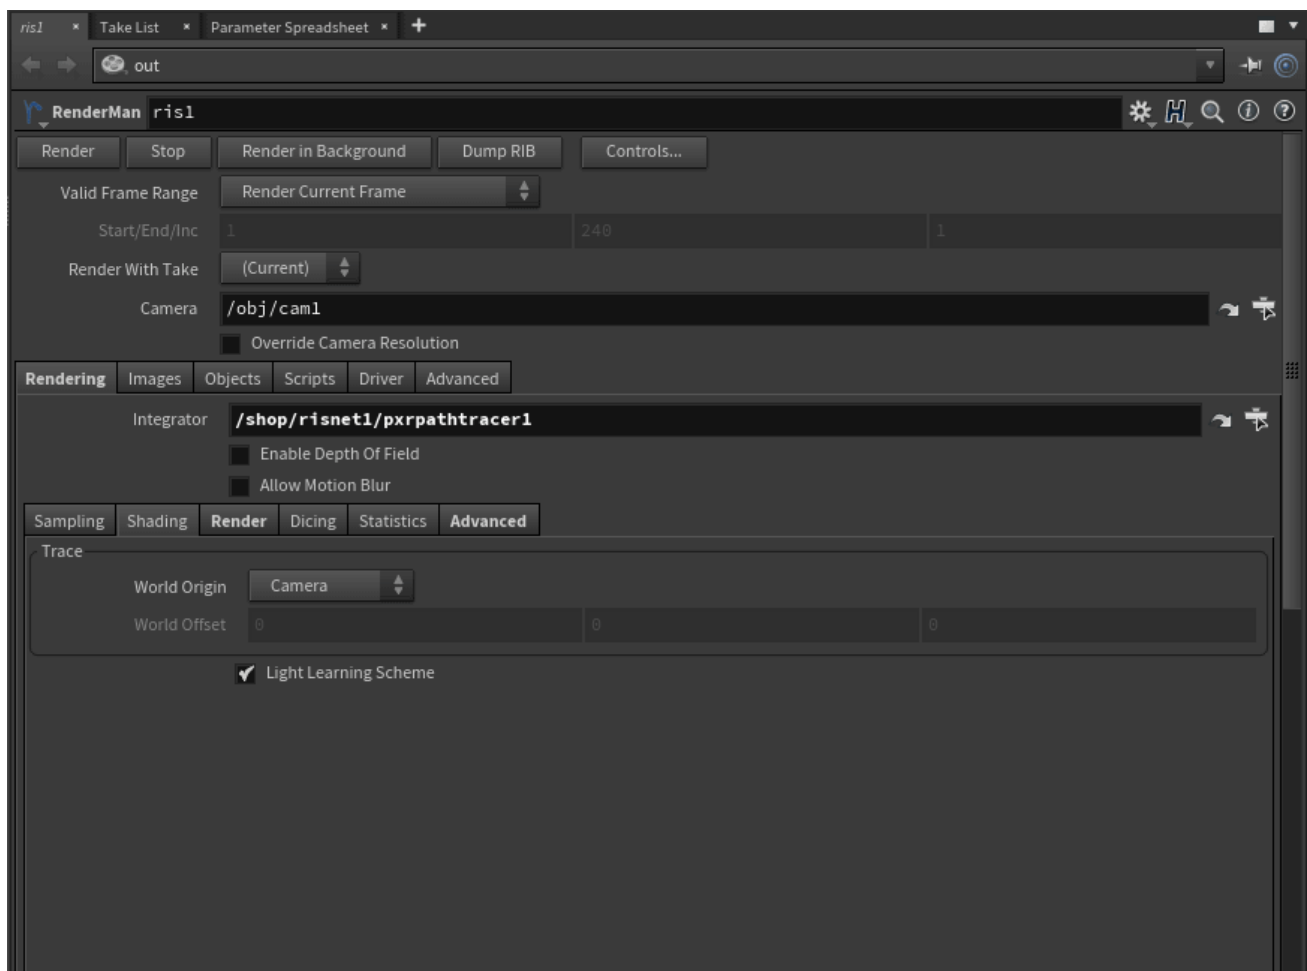 ris1 × Take List × Parameter Spreadsheet × +
out
RenderMan ris1
Render Stop Render in Background Dump RIB Controls...
Valid Frame Range Render Current Frame
Start/End/Inc 1 240 1
Render With Take (Current)
Camera /obj/cam1
Override Camera Resolution
Rendering Images Objects Scripts Driver Advanced
Integrator /shop/risnet1/pxrpathtracer1
Enable Depth Of Field
Allow Motion Blur
Sampling Shading Render Dicing Statistics Advanced
Trace
World Origin Camera
World Offset 0 0 0
Light Learning Scheme